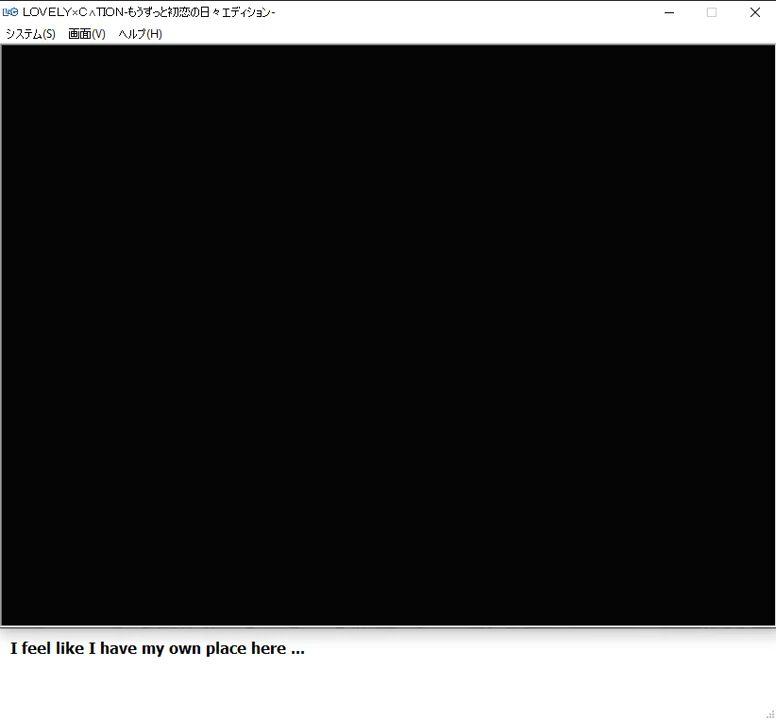 LOVELY×C∧TION-もうずっと初恋の日々エディション-
システム(S) 画面(V) ヘルプ(H)
I feel like I have my own place here ...